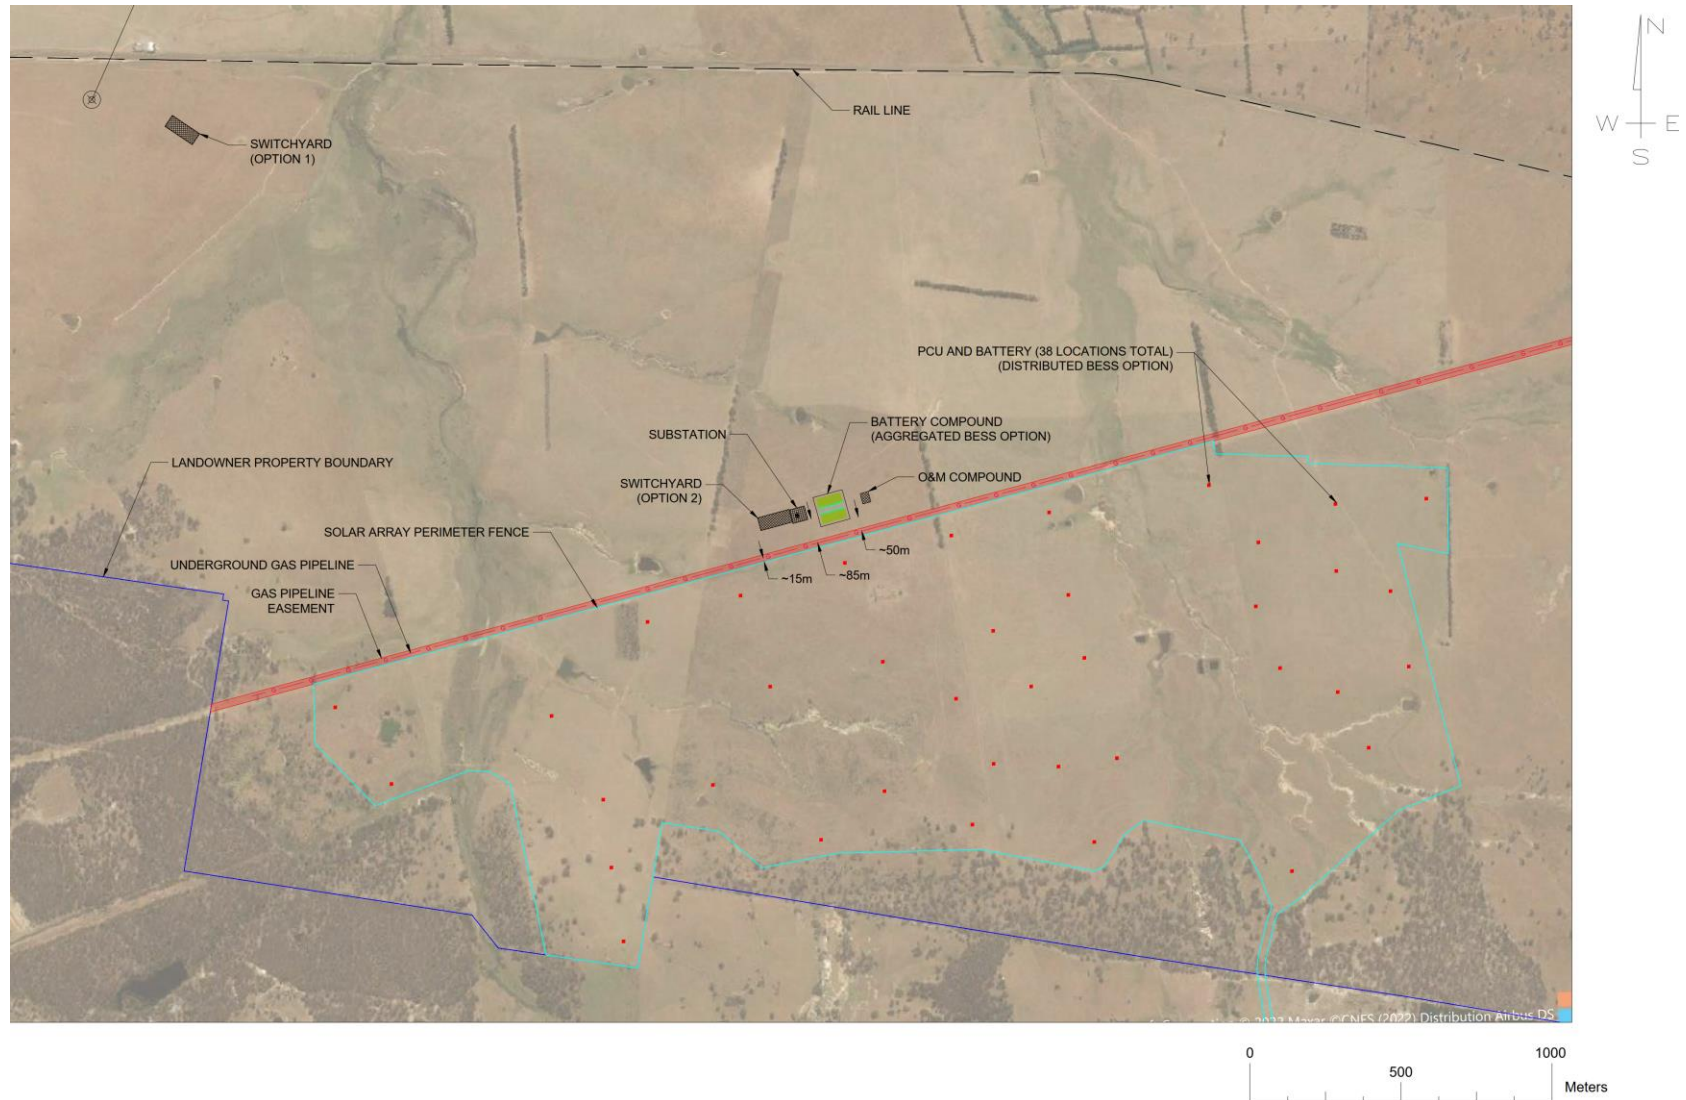 N
W E
S
RAIL LINE
SWITCHYARD
(OPTION 1)
PCU AND BATTERY (38 LOCATIONS TOTAL)
(DISTRIBUTED BESS OPTION)
BATTERY COMPOUND
(AGGREGATED BESS OPTION)
SUBSTATION
LANDOWNER PROPERTY BOUNDARY
O&M COMPOUND
SWITCHYARD
(OPTION 2)
SOLAR ARRAY PERIMETER FENCE
~50m
UNDERGROUND GAS PIPELINE
~15m
~85m
GAS PIPELINE
EASEMENT
© 2022 Maxar ©CNES (2022) Distribution Airbus DS
0 1000
500
Meters